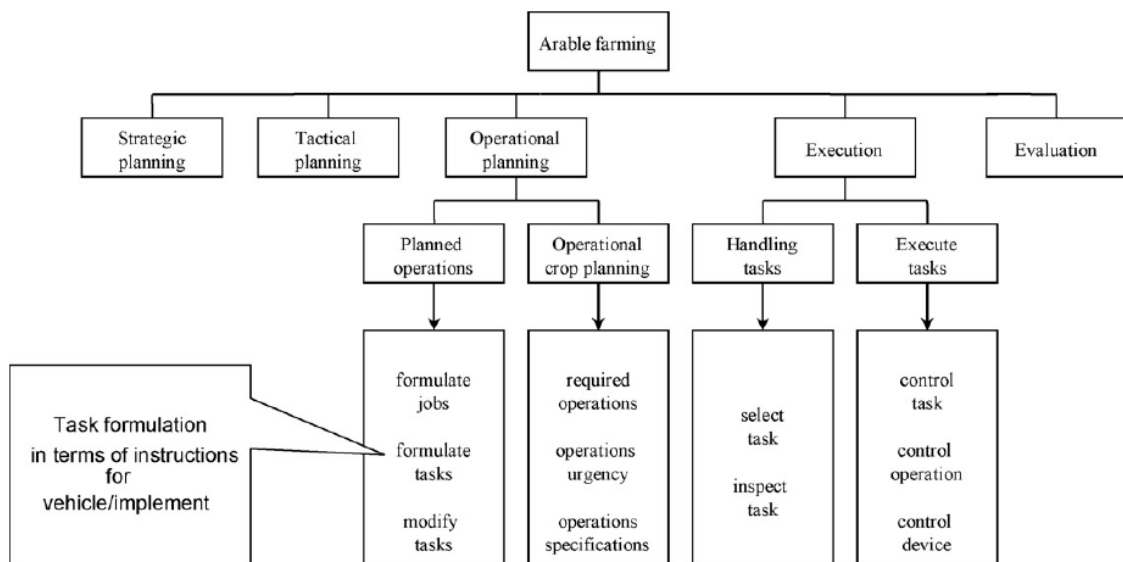 Arable farming
Strategic
planning
Tactical
planning
Operational
planning
Execution
Evaluation
Planned
operations
Operational
crop planning
Handling
tasks
Execute
tasks
Task formulation
in terms of instructions
for
vehicle/implement
formulate
jobs
formulate
tasks
modify
tasks
required
operations
operations
urgency
operations
specifications
select
task
inspect
task
control
task
control
operation
control
device